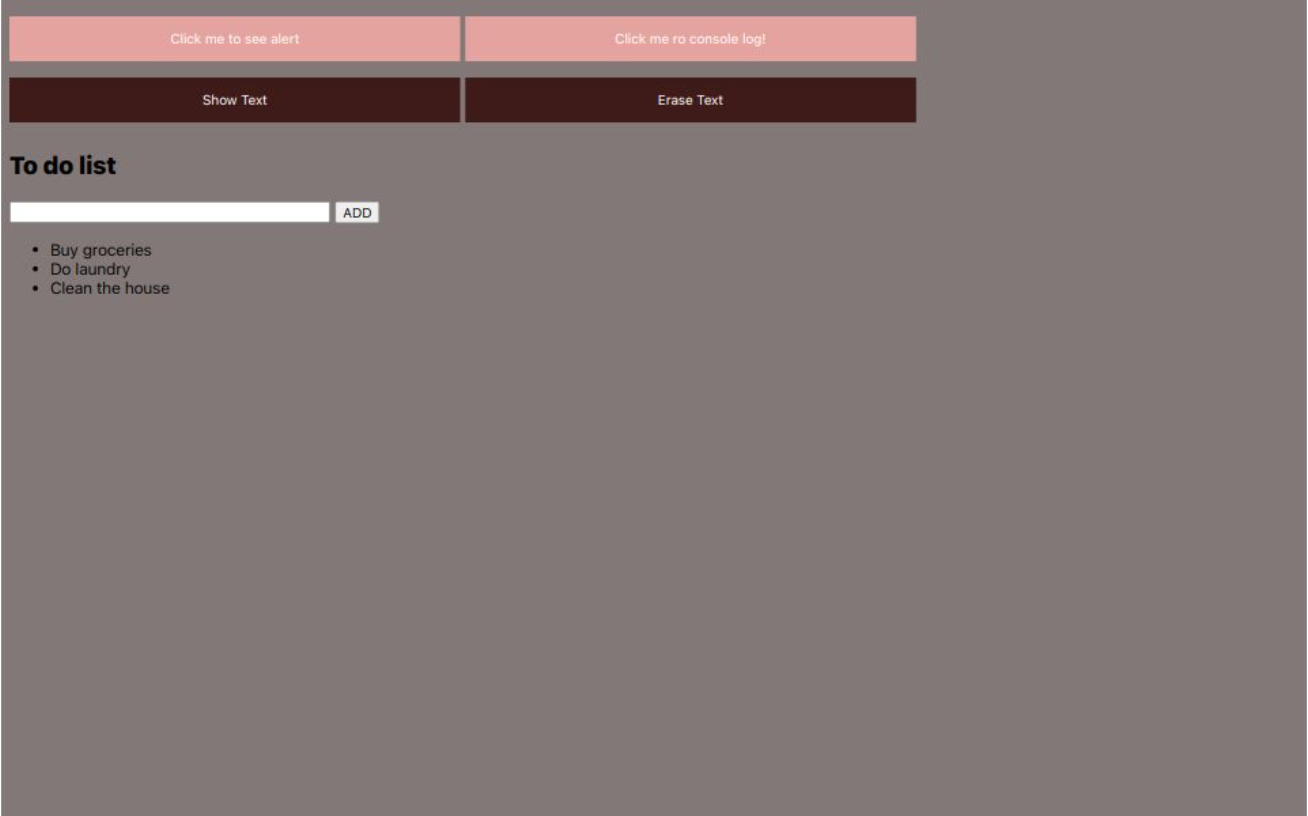 Click me to see alert Click me ro console log!
Show Text Erase Text
To do list
ADD
• Buy groceries
• Do laundry
• Clean the house